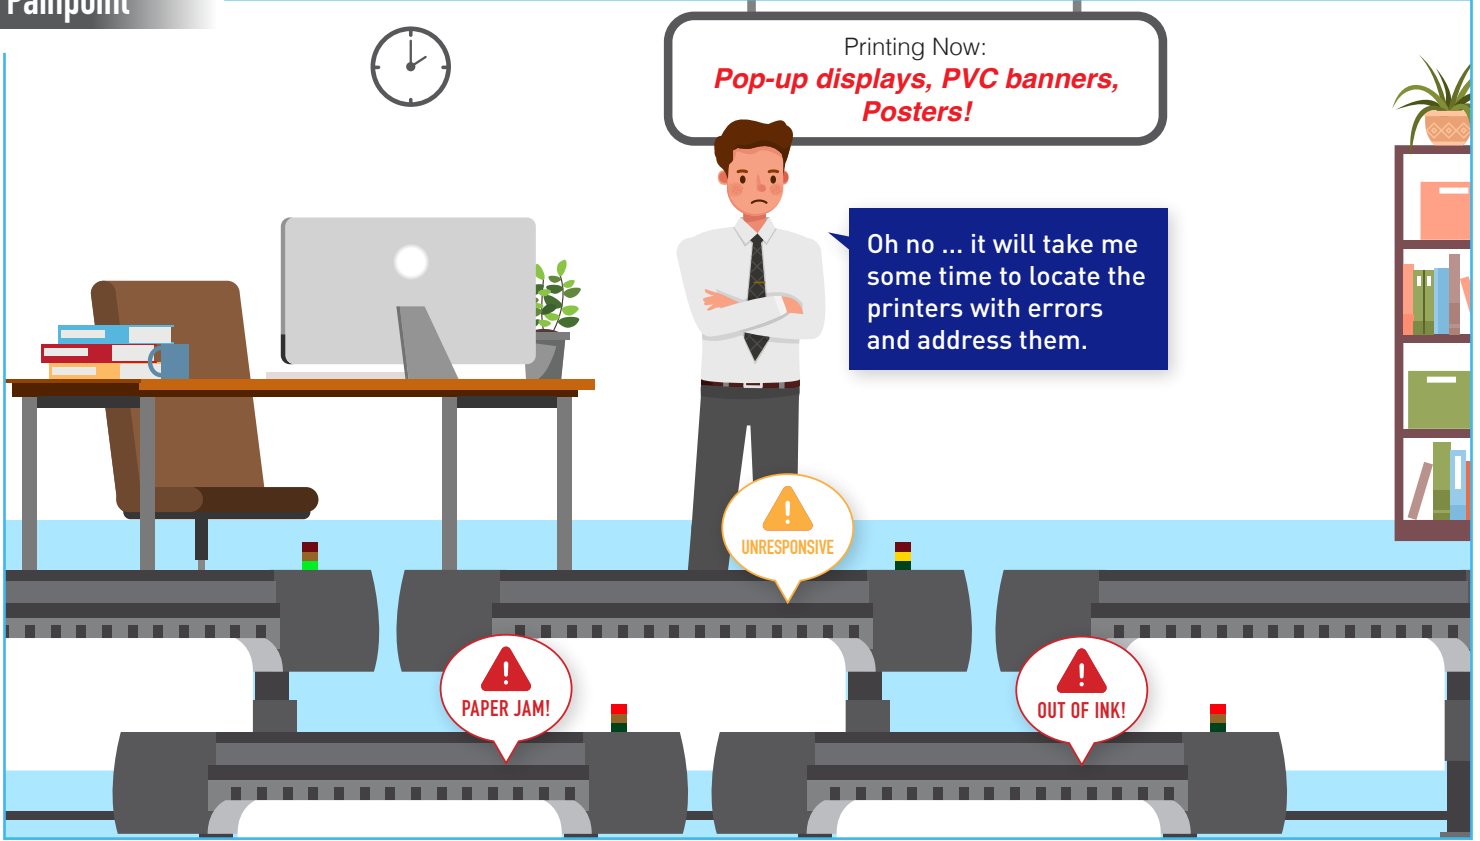 Painpoint
Printing Now:
Pop-up displays, PVC banners,
Posters!
Oh no ... it will take me
some time to locate the
printers with errors
and address them.
UNRESPONSIVE
PAPER JAM!
OUT OF INK!